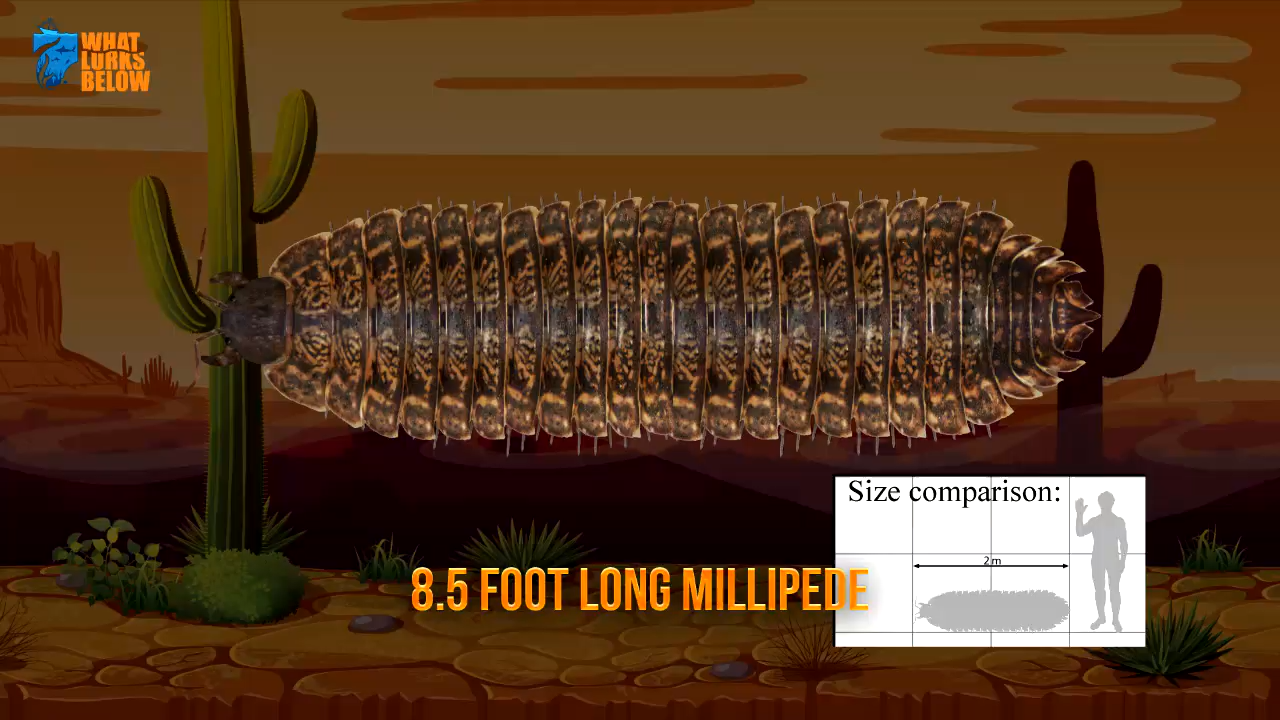 WHAT
LURKS
BELOW
Size comparison:
2 m
8.5 FOOT LONG MILLIPEDE